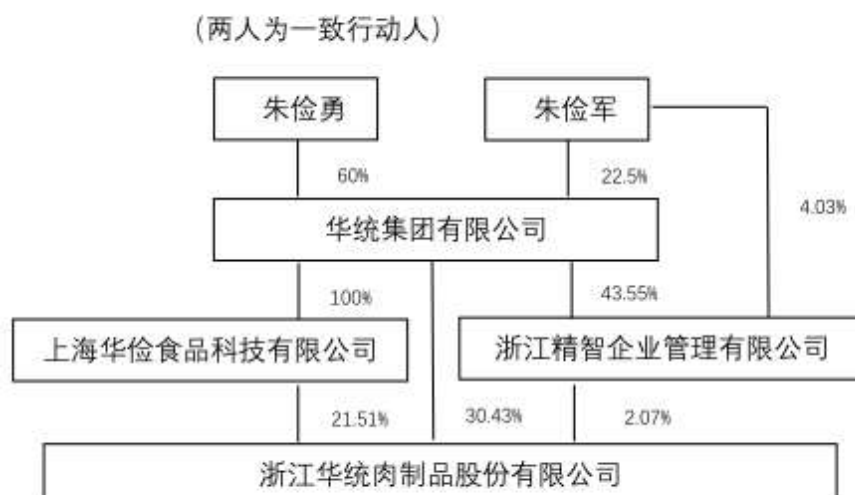 (两人为一致行动人)
朱俭勇
朱俭军
60%
22.5%
4.03%
华统集团有限公司
100%
43.55%
上海华俭食品科技有限公司
浙江精智企业管理有限公司
21.51%
30.43%
2.07%
浙江华统肉制品股份有限公司